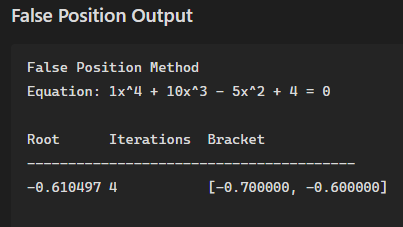 False Position Output
False Position Method
Equation: 1x^4 + 10x^3 - 5x^2 + 4 = 0
Root      Iterations  Bracket
----------------------------------------
-0.610497 4           [-0.700000, -0.600000]